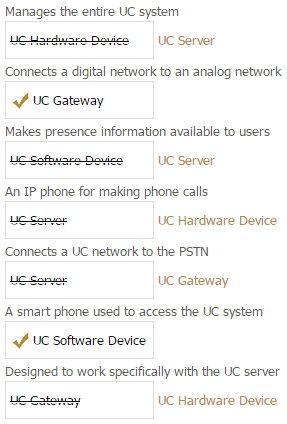 Manages the entire UC system
UC Hardware Device UC Server
Connects a digital network to an analog network
UC Gateway
Makes presence information available to users
UC Software Device UC Server
An IP phone for making phone calls
UC Server UC Hardware Device
Connects a UC network to the PSTN
UC Server UC Gateway
A smart phone used to access the UC system
UC Software Device
Designed to work specifically with the UC server
UC Gateway UC Hardware Device